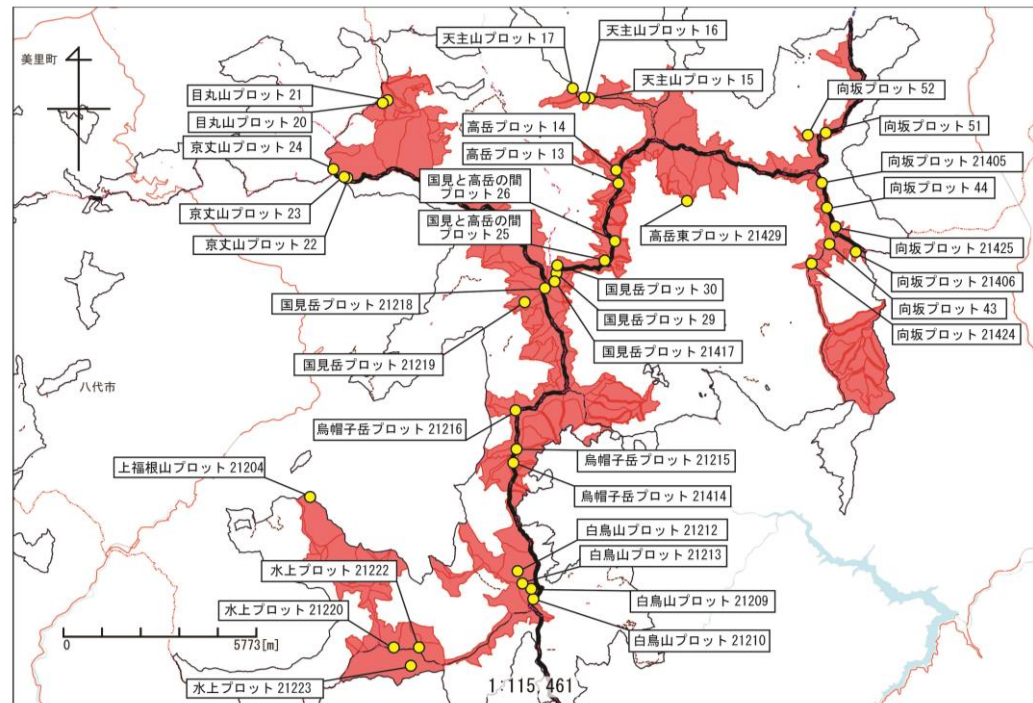 天主山プロット 17
天主山プロット 16
美里町
目丸山プロット 21
天主山プロット 15
向坂プロット 52
目丸山プロット 20
高岳プロット 14
向坂プロット 51
京丈山プロット 24
高岳プロット 13
向坂プロット 21405
国見と高岳の間
プロット 26
向坂プロット 44
京丈山プロット 23
国見と高岳の間
プロット 25
高岳東プロット 21429
京丈山プロット 22
向坂プロット 21425
国見岳プロット 30
向坂プロット 21406
国見岳プロット 21218
国見岳プロット 29
向坂プロット 43
国見岳プロット 21417
向坂プロット 21424
国見岳プロット 21219
八代市
烏帽子岳プロット 21216
烏帽子岳プロット 21215
上福根山プロット 21204
烏帽子岳プロット 21414
白鳥山プロット 21212
白鳥山プロット 21213
水上プロット 21222
白鳥山プロット 21209
水上プロット 21220
白鳥山プロット 21210
0
5773[m]
水上プロット 21223
1:115,461